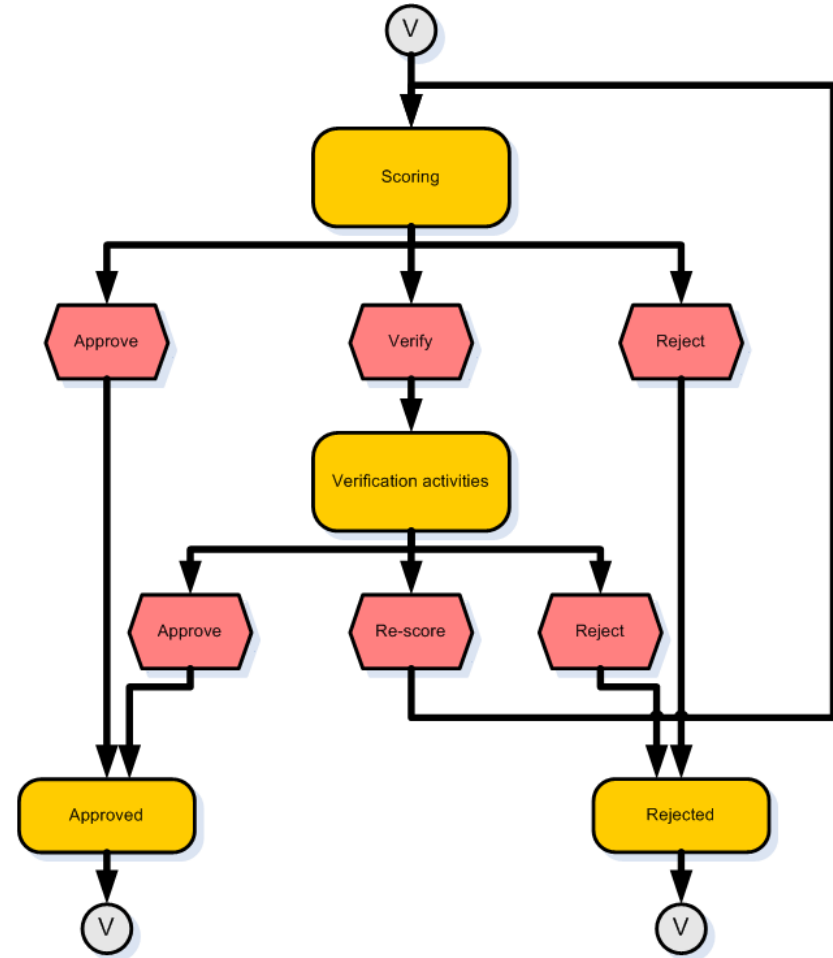 V
Scoring
Approve
Verify
Reject
Verification activities
Approve
Re-score
Reject
Approved
Rejected
V
V